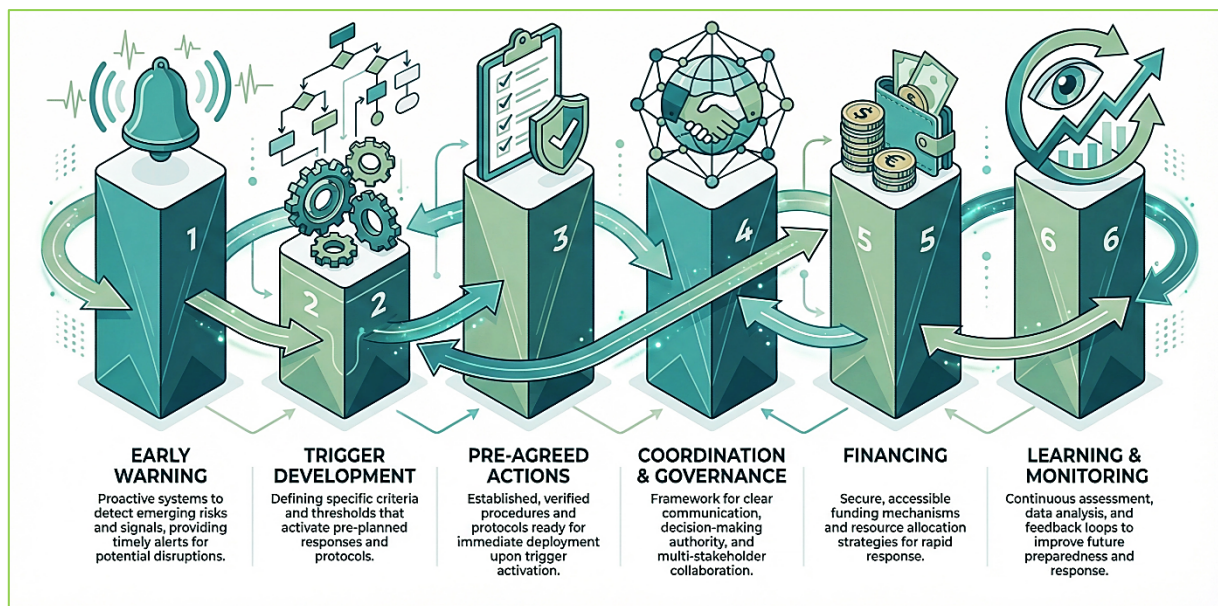 1
2 2
3
4
5 5
6 6
$
€
EARLY
WARNING
Proactive systems to
detect emerging risks
and signals, providing
timely alerts for
potential disruptions.
TRIGGER
DEVELOPMENT
Defining specific criteria
and thresholds that
activate pre-planned
responses and
protocols.
PRE-AGREED
ACTIONS
Established, verified
procedures and
protocols ready for
immediate deployment
upon trigger
activation.
COORDINATION
& GOVERNANCE
Framework for clear
communication,
decision-making
authority, and
multi-stakeholder
collaboration.
FINANCING
Secure, accessible
funding mechanisms
and resource allocation
strategies for rapid
response.
LEARNING &
MONITORING
Continuous assessment,
data analysis, and
feedback loops to
improve future
preparedness and
response.